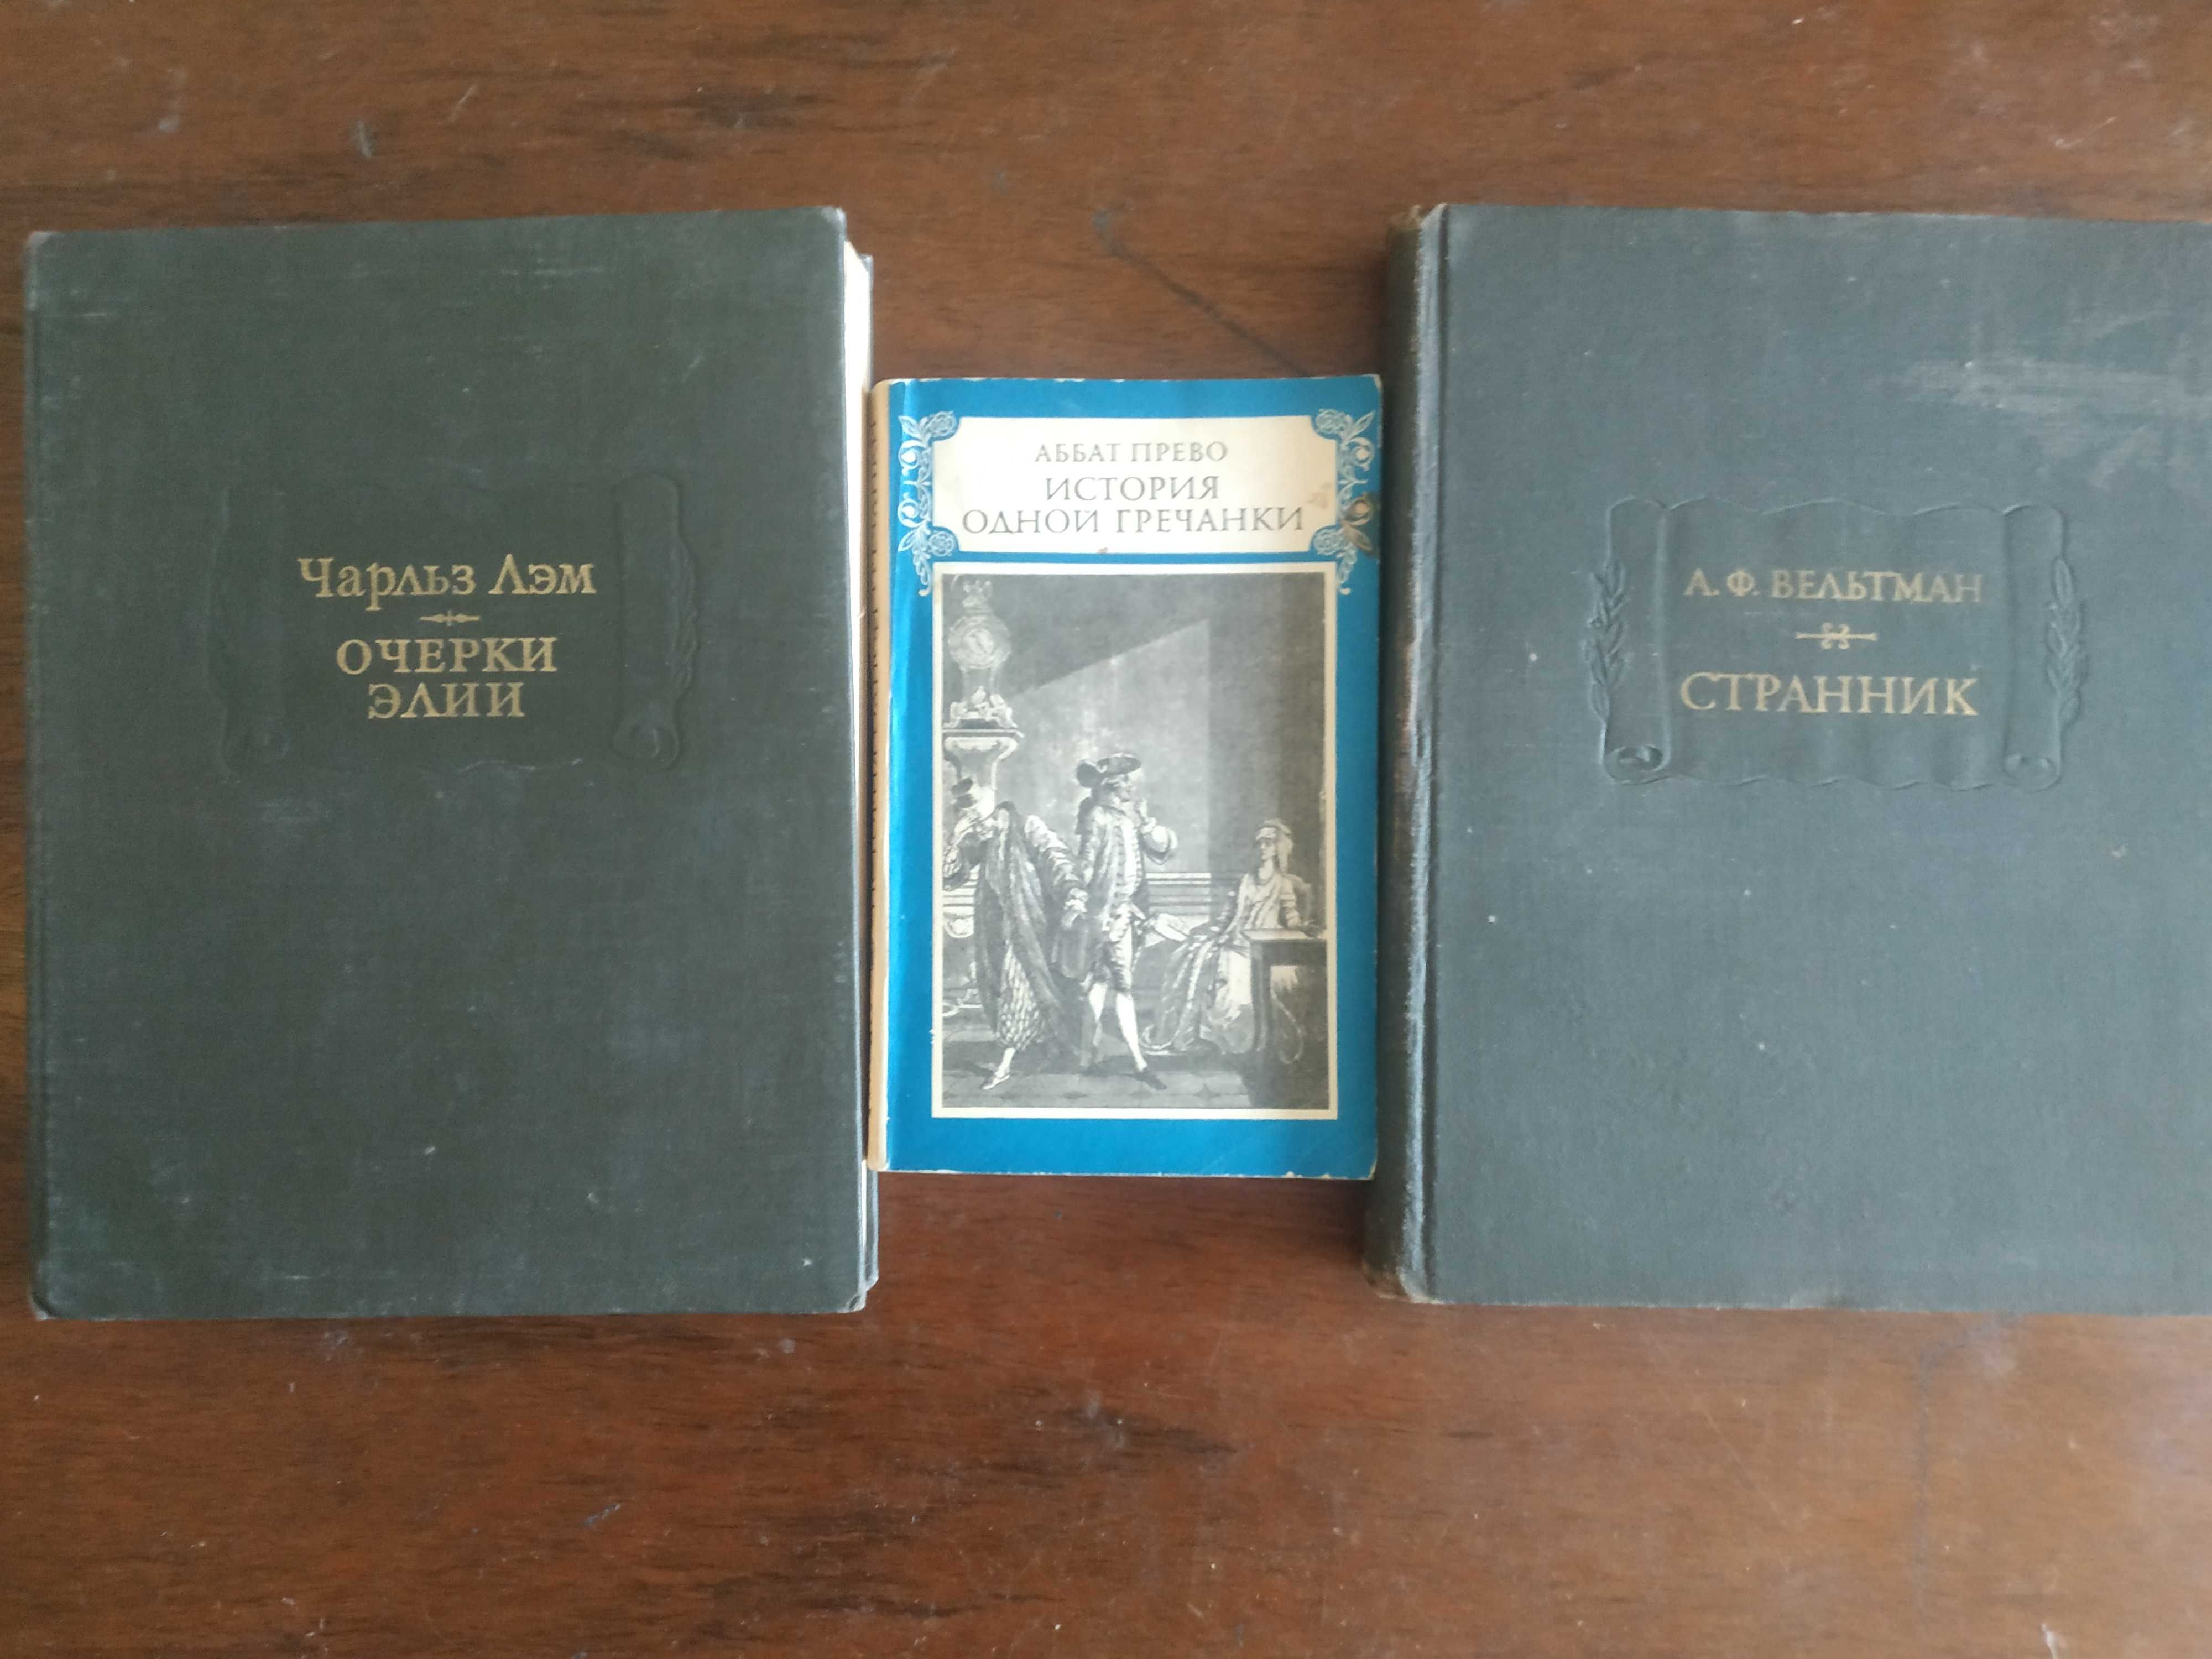 Чарльз Лэм
ОЧЕРКИ
ЭЛИИ
АББАТ ПРЕВО
ИСТОРИЯ
ОДНОЙ ГРЕЧАНКИ
А. Ф. ВЕЛЬТМАН
СТРАННИК